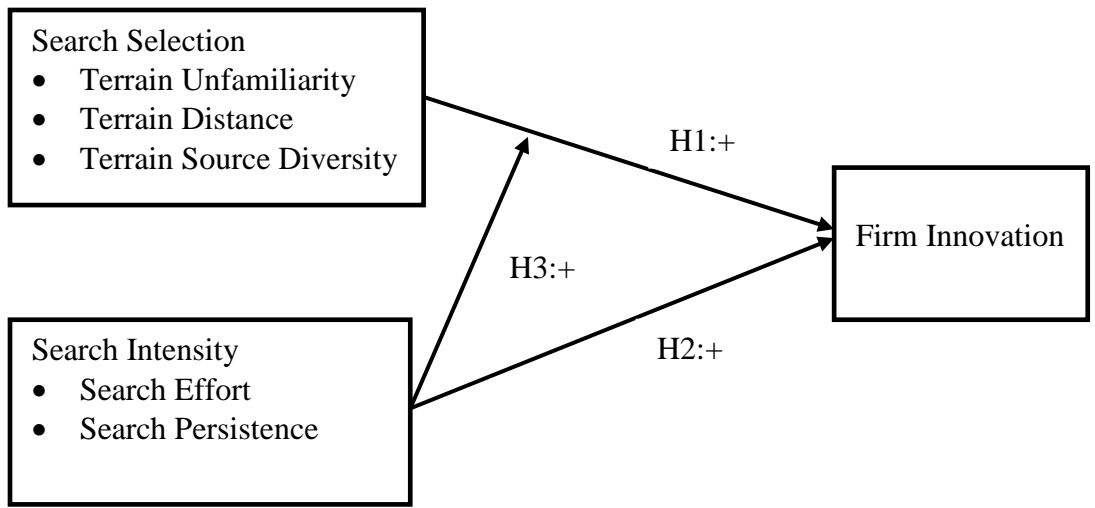 Search Selection
• Terrain Unfamiliarity
• Terrain Distance
• Terrain Source Diversity
H1:+
Firm Innovation
H3:+
Search Intensity
• Search Effort
• Search Persistence
H2:+